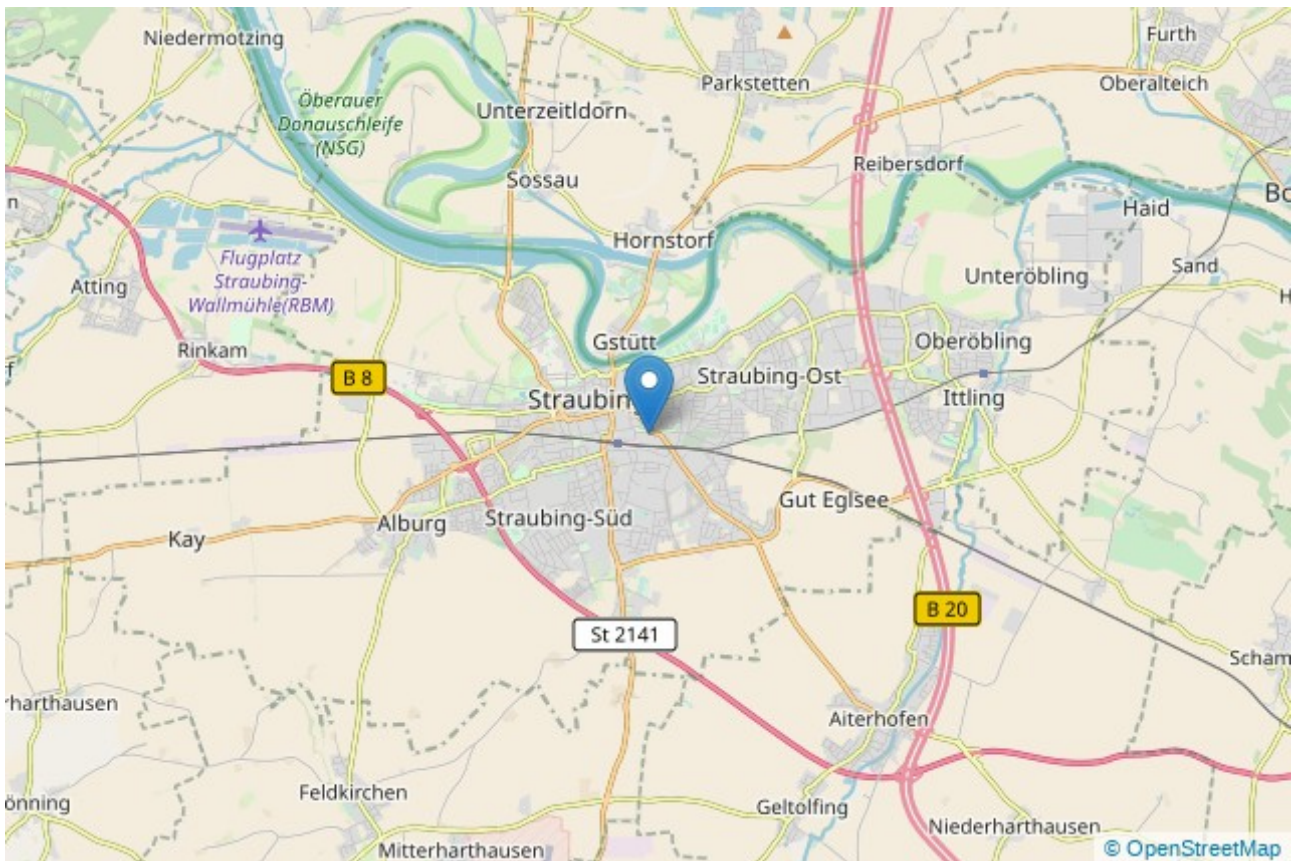 Niedermotzing
Furth
Parkstetten
Oberalteich
Öberauer
Donauschleife
(NSG)
Unterzeitldorn
Reibersdorf
Sossau
Haid
Hornstorf
Flugplatz
Straubing-
Wallmühle(RBM)
Atting
Unteröbling
Sand
Rinkam
Gstütt
Oberöbling
B 8
Straubing-Ost
Straubing
Ittling
Gut Eglsee
Alburg
Straubing-Süd
Kay
B 20
St 2141
Scham
rharthausen
Aiterhofen
Feldkirchen
önning
Geltolfing
Niederharthausen
Mitterharthausen
© OpenStreetMap